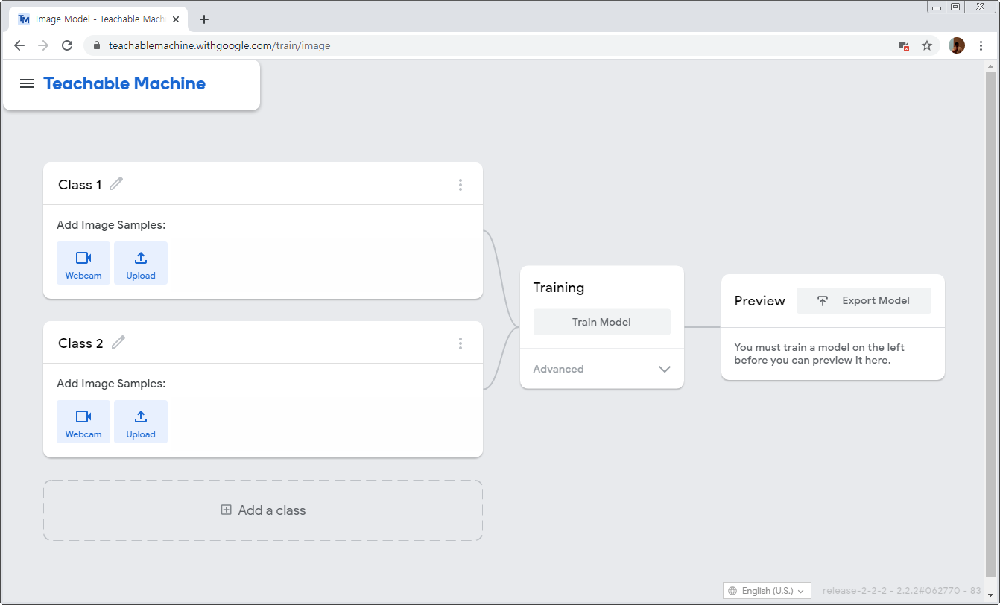 TM Image Model - Teachable Mach
teachablemachine.withgoogle.com/train/image
Teachable Machine
Class 1
Add Image Samples:
Webcam Upload
Class 2
Add Image Samples:
Webcam Upload
Add a class
Training
Train Model
Advanced
Preview Export Model
You must train a model on the left
before you can preview it here.
English (U.S.) release-2-2-2 - 2.2.2#062770 - 83